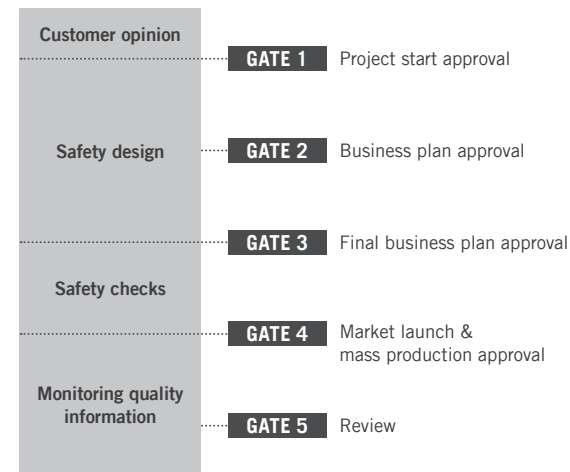 Customer opinion
GATE 1 Project start approval
Safety design
GATE 2 Business plan approval
GATE 3 Final business plan approval
Safety checks
GATE 4 Market launch &
mass production approval
Monitoring quality
information
GATE 5 Review